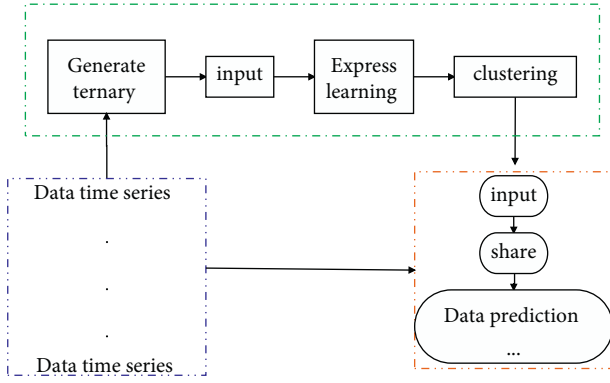 Generate
ternary
input
Express
learning
clustering
Data time series
.
.
.
Data time series
input
share
Data prediction
...